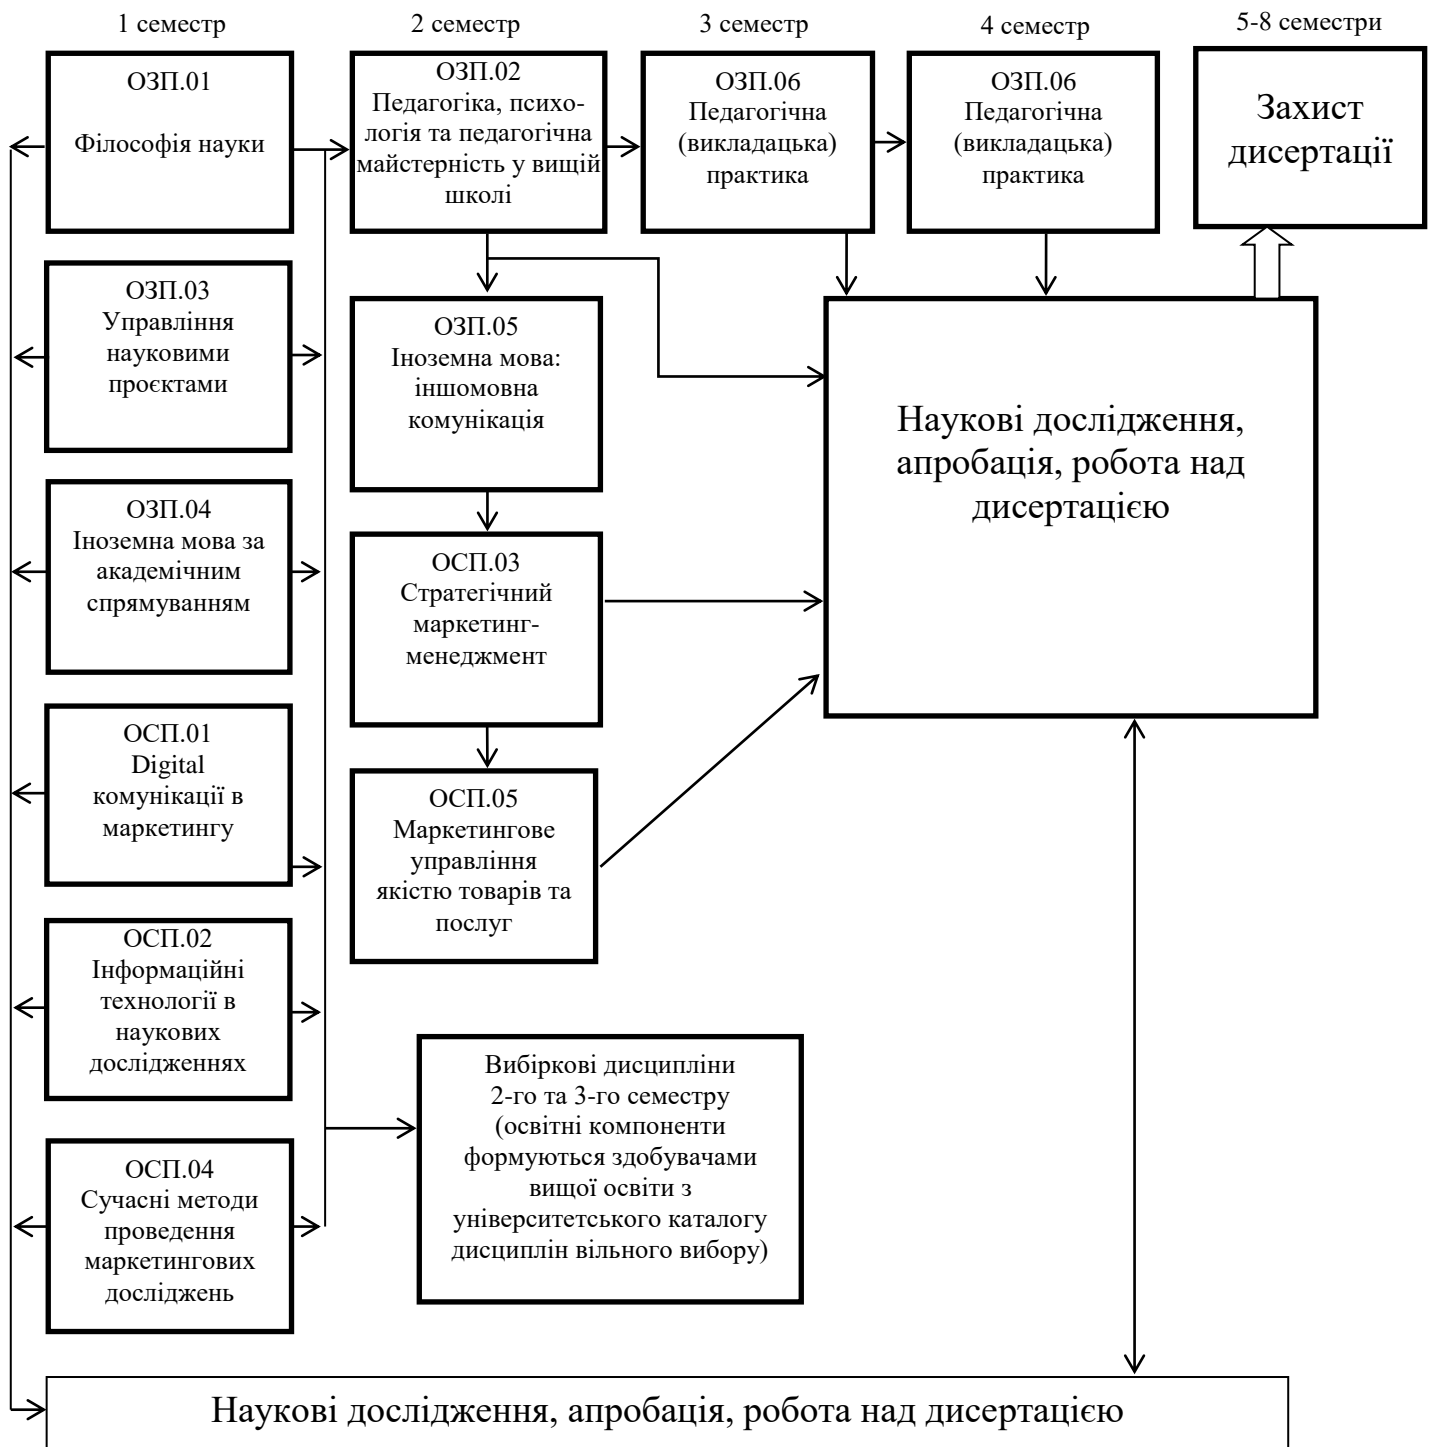 1 семестр
2 семестр
3 семестр
4 семестр
5-8 семестри
ОЗП.01
Філософія науки
ОЗП.02
Педагогіка, психо-
логія та педагогічна
майстерність у вищій
школі
ОЗП.06
Педагогічна
(викладацька)
практика
ОЗП.06
Педагогічна
(викладацька)
практика
Захист
дисертації
ОЗП.03
Управління
науковими
проєктами
ОЗП.05
Іноземна мова:
іншомовна
комунікація
Наукові дослідження,
апробація, робота над
дисертацією
ОЗП.04
Іноземна мова за
академічним
спрямуванням
ОСП.03
Стратегічний
маркетинг-
менеджмент
ОСП.01
Digital
комунікації в
маркетингу
ОСП.05
Маркетингове
управління
якістю товарів та
послуг
ОСП.02
Інформаційні
технології в
наукових
дослідженнях
Вибіркові дисципліни
2-го та 3-го семестру
(освітні компоненти
формуються здобувачами
вищої освіти з
університетського каталогу
дисциплін вільного вибору)
ОСП.04
Сучасні методи
проведення
маркетингових
досліджень
Наукові дослідження, апробація, робота над дисертацією